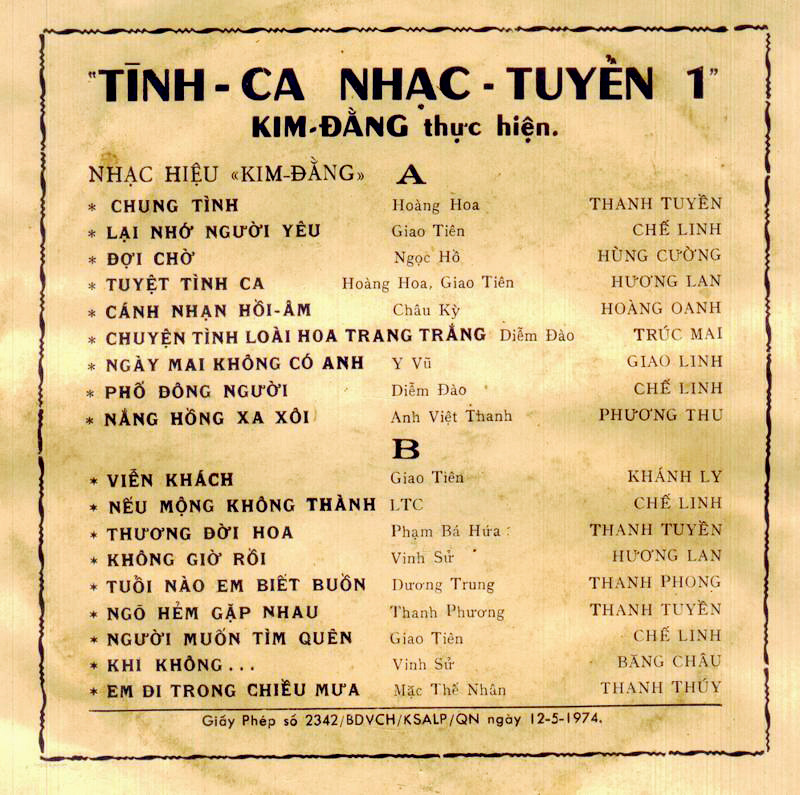 "TÌNH - CA NHẠC - TUYỂN 1"
KIM-ĐẰNG thực hiện.
NHẠC HIỆU «KIM-ĐẰNG» A
* CHUNG TÌNH Hoàng Hoa THANH TUYỀN
* LẠI NHỚ NGƯỜI YÊU Giao Tiên CHẾ LINH
* ĐỢI CHỜ Ngọc Hồ HÙNG CƯỜNG
* TUYỆT TÌNH CA Hoàng Hoa, Giao Tiên HƯƠNG LAN
* CÁNH NHẠN HỒI-ÂM Châu Kỳ HOÀNG OANH
* CHUYỆN TÌNH LOÀI HOA TRANG TRẮNG Diễm Đào TRÚC MAI
* NGÀY MAI KHÔNG CÓ ANH Y Vũ GIAO LINH
* PHỐ ĐÔNG NGƯỜI Diễm Đào CHẾ LINH
* NẮNG HỒNG XA XÔI Anh Việt Thanh PHƯƠNG THU
B
* VIỄN KHÁCH Giao Tiên KHÁNH LY
* NẾU MỘNG KHÔNG THÀNH LTC CHẾ LINH
* THƯƠNG ĐỜI HOA Phạm Bá Hứa : THANH TUYỀN
* KHÔNG GIỜ RỒI Vinh Sử HƯƠNG LAN
* TUỔI NÀO EM BIẾT BUỒN Dương Trung THANH PHONG
* NGÕ HẺM GẶP NHAU Thanh Phương THANH TUYỀN
* NGƯỜI MUỐN TÌM QUÊN Giao Tiên CHẾ LINH
* KHI KHÔNG... Vinh Sử BĂNG CHÂU
* EM ĐI TRONG CHIỀU MƯA Mặc Thế Nhân THANH THÚY
Giấy Phép số 2342/BDVCH/KSALP/QN ngày 12-5-1974.